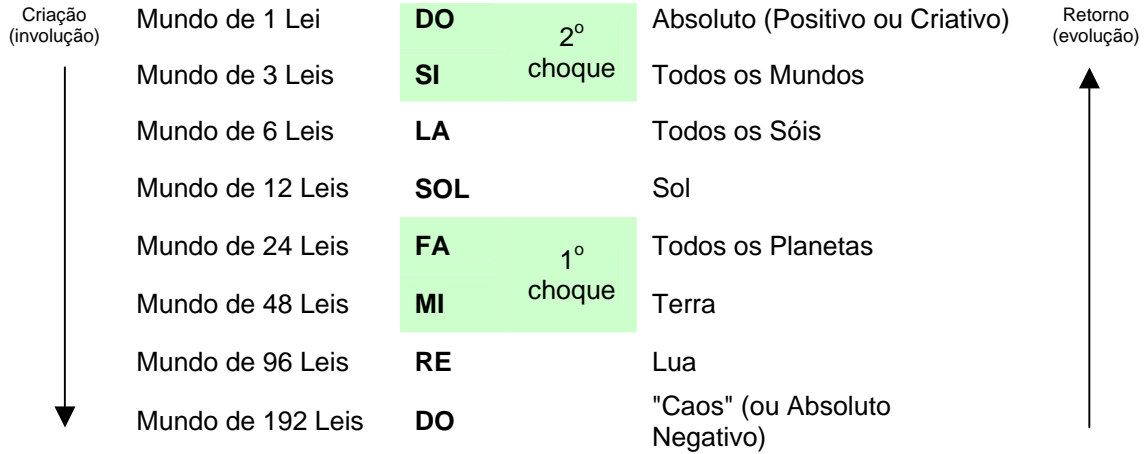 Criação
(involução)
Mundo de 1 Lei DO Absoluto (Positivo ou Criativo)
2º
choque
Retorno
(evolução)
Mundo de 3 Leis SI Todos os Mundos
Mundo de 6 Leis LA Todos os Sóis
Mundo de 12 Leis SOL Sol
Mundo de 24 Leis FA Todos os Planetas
1º
choque
Mundo de 48 Leis MI Terra
Mundo de 96 Leis RE Lua
Mundo de 192 Leis DO "Caos" (ou Absoluto
Negativo)